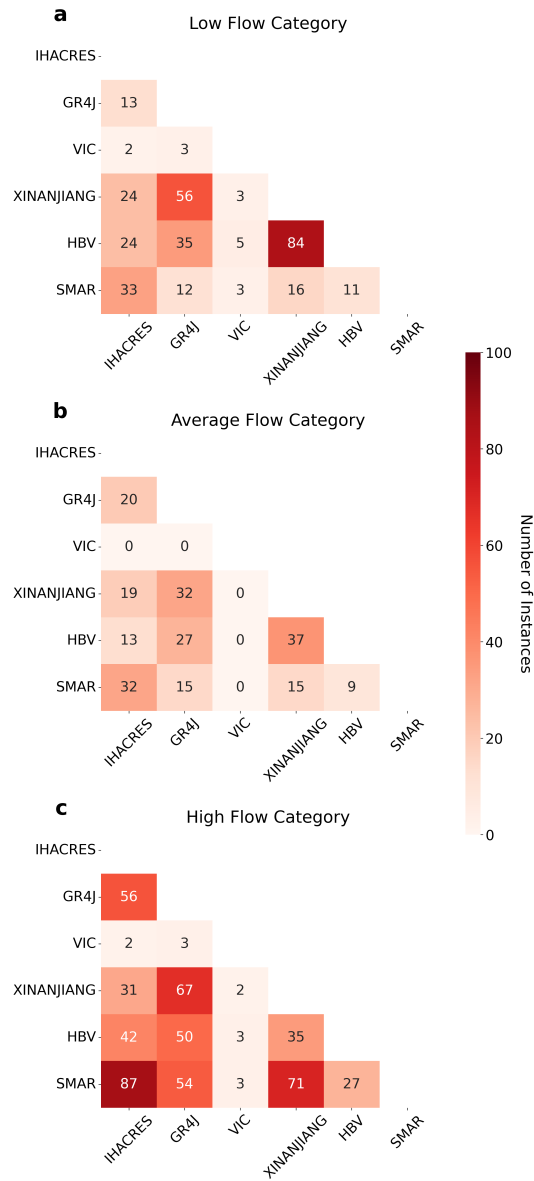 a
Low Flow Category
IHACRES
GR4J 13
VIC 2 3
XINANJIANG 24 56 3
HBV 24 35 5 84
SMAR 33 12 3 16 11
IHACRES GR4J VIC XINANJIANG HBV SMAR
b
Average Flow Category
IHACRES
GR4J 20
VIC 0 0
XINANJIANG 19 32 0
HBV 13 27 0 37
SMAR 32 15 0 15 9
IHACRES GR4J VIC XINANJIANG HBV SMAR
c
High Flow Category
IHACRES
GR4J 56
VIC 2 3
XINANJIANG 31 67 2
HBV 42 50 3 35
SMAR 87 54 3 71 27
IHACRES GR4J VIC XINANJIANG HBV SMAR
100
80
60
40
20
0
Number of Instances